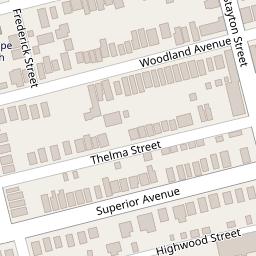 Frederick Street
Stayton Street
Woodland Avenue
Thelma Street
Superior Avenue
Highwood Street